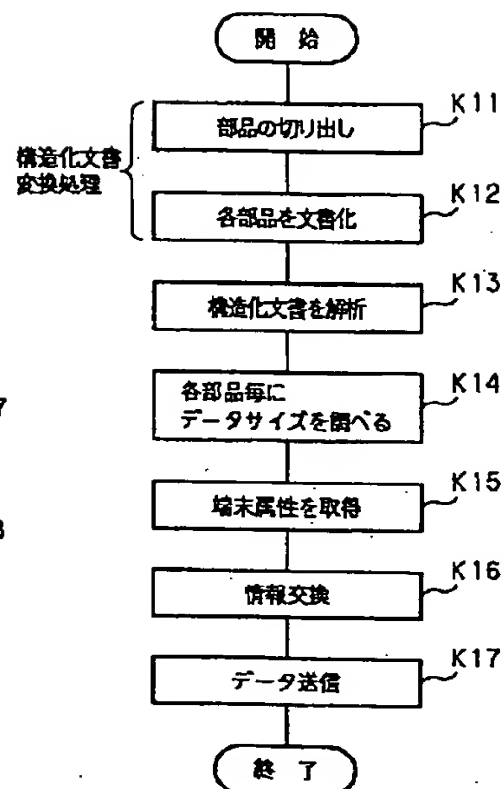 開 始
K11
部品の切り出し
構造化文書
変換処理
K12
各部品を文書化
K13
構造化文書を解析
K14
各部品毎に
データサイズを調べる
7
K15
端末属性を取得
3
K16
情報交換
K17
データ送信
終 了